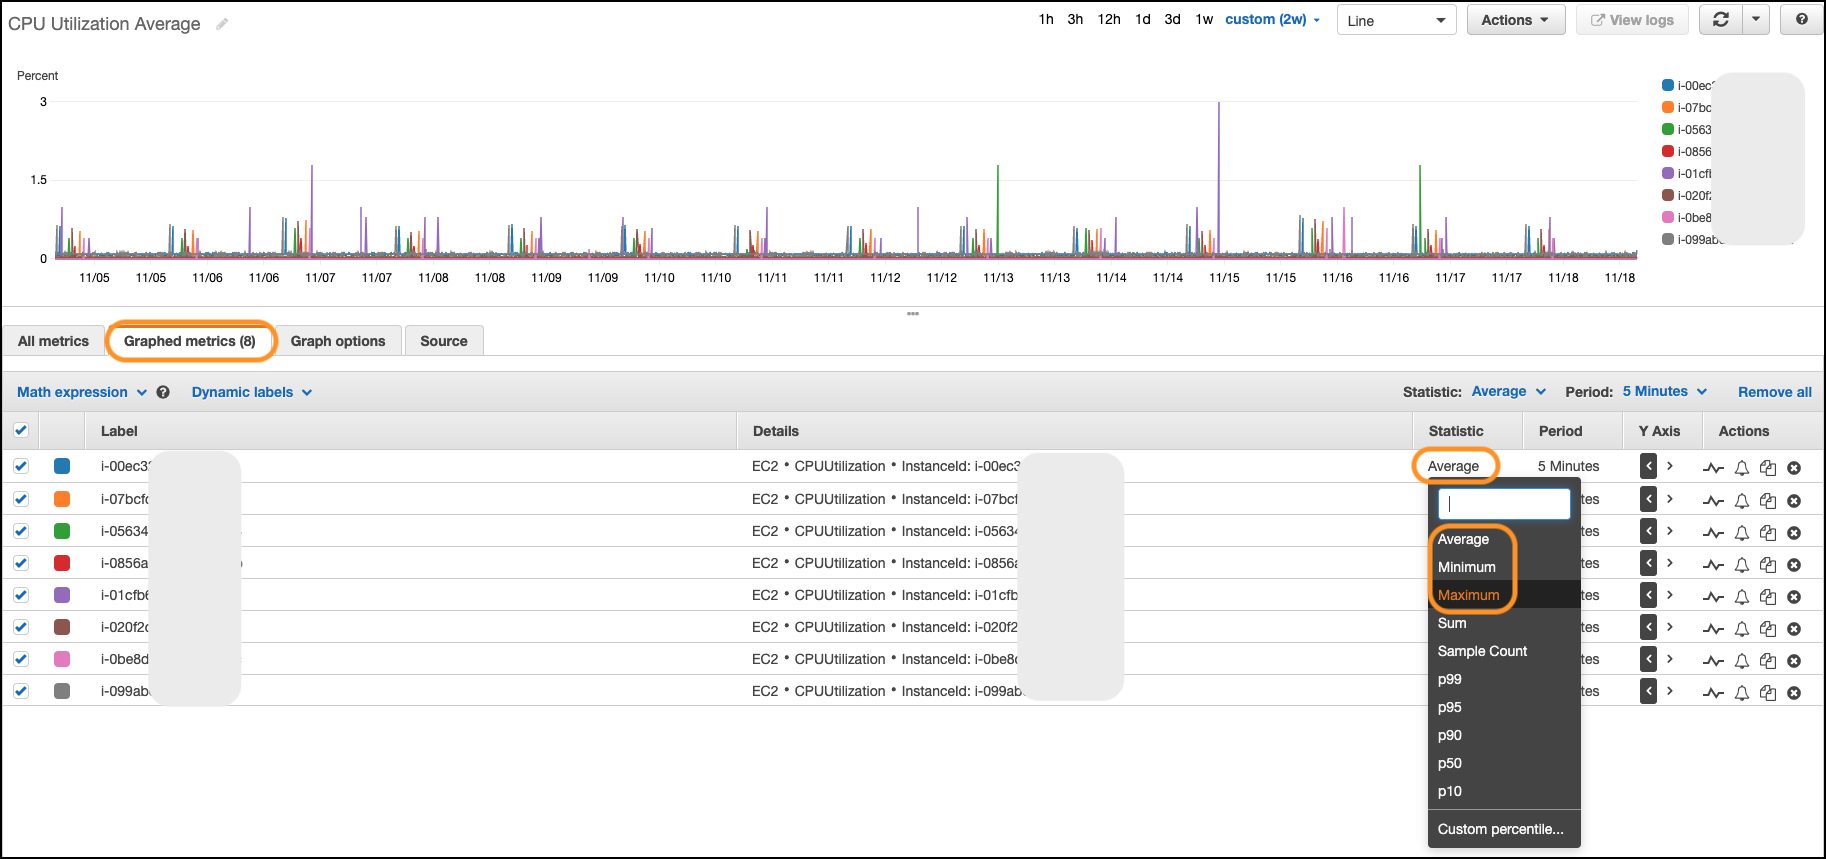 CPU Utilization Average
1h 3h 12h 1d 3d 1w custom (2w) Line Actions View logs
Percent
3
1.5
0
11/05 11/05 11/06 11/06 11/07 11/07 11/08 11/08 11/09 11/09 11/10 11/10 11/11 11/11 11/12 11/12 11/13 11/13 11/14 11/14 11/15 11/15 11/16 11/16 11/17 11/17 11/18 11/18
i-00ec
i-07bc
i-0563
i-0856
i-01cf
i-020f
i-0be8
i-099ab
All metrics Graphed metrics (8) Graph options Source
Math expression Dynamic labels Statistic: Average Period: 5 Minutes Remove all
Label Details Statistic Period Y Axis Actions
i-00ec3 EC2 • CPUUtilization • InstanceId: i-00ec3 Average 5 Minutes
i-07bcf EC2 • CPUUtilization • InstanceId: i-07bcf tes
i-05634 EC2 • CPUUtilization • InstanceId: i-05634 tes
i-0856a EC2 • CPUUtilization • InstanceId: i-0856a tes
i-01cfb6 EC2 • CPUUtilization • InstanceId: i-01cfb tes
i-020f2 EC2 • CPUUtilization • InstanceId: i-020f2 tes
i-0be8d EC2 • CPUUtilization • InstanceId: i-0be8 tes
i-099ab EC2 • CPUUtilization • InstanceId: i-099ab tes
Average
Minimum
Maximum
Sum
Sample Count
p99
p95
p90
p50
p10
Custom percentile...